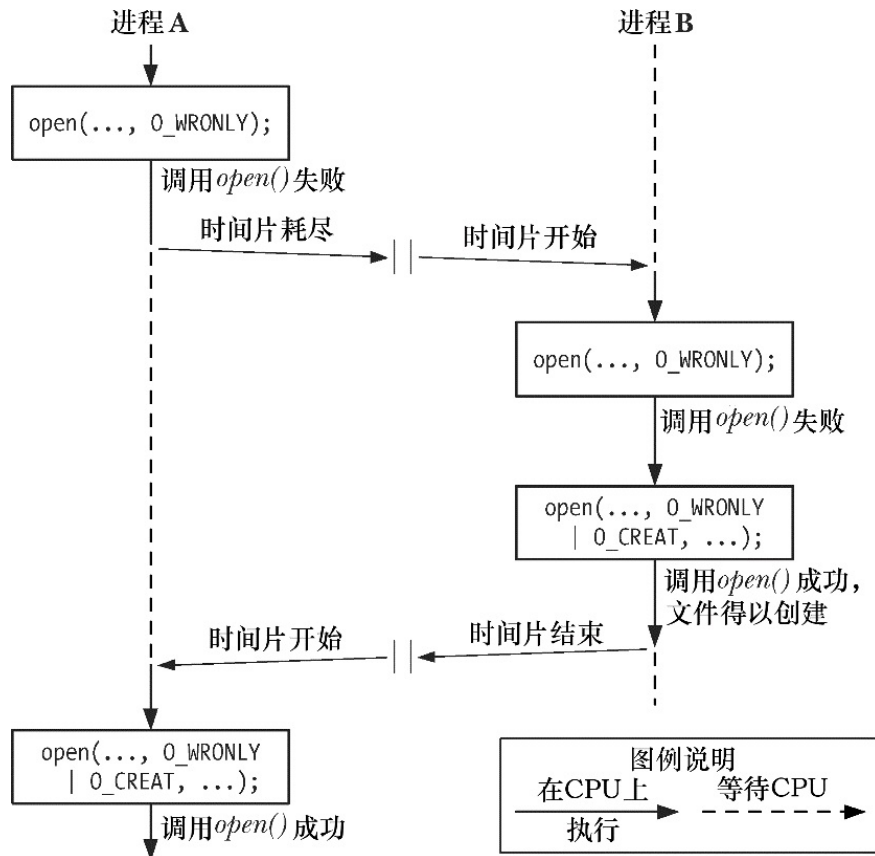 进程A
进程B
open(..., O_WRONLY);
调用open()失败
时间片耗尽
时间片开始
open(..., O_WRONLY);
调用open()失败
open(..., O_WRONLY
| O_CREAT, ...);
调用open()成功，
文件得以创建
时间片开始
时间片结束
open(..., O_WRONLY
| O_CREAT, ...);
调用open()成功
图例说明
在CPU上
执行
等待CPU